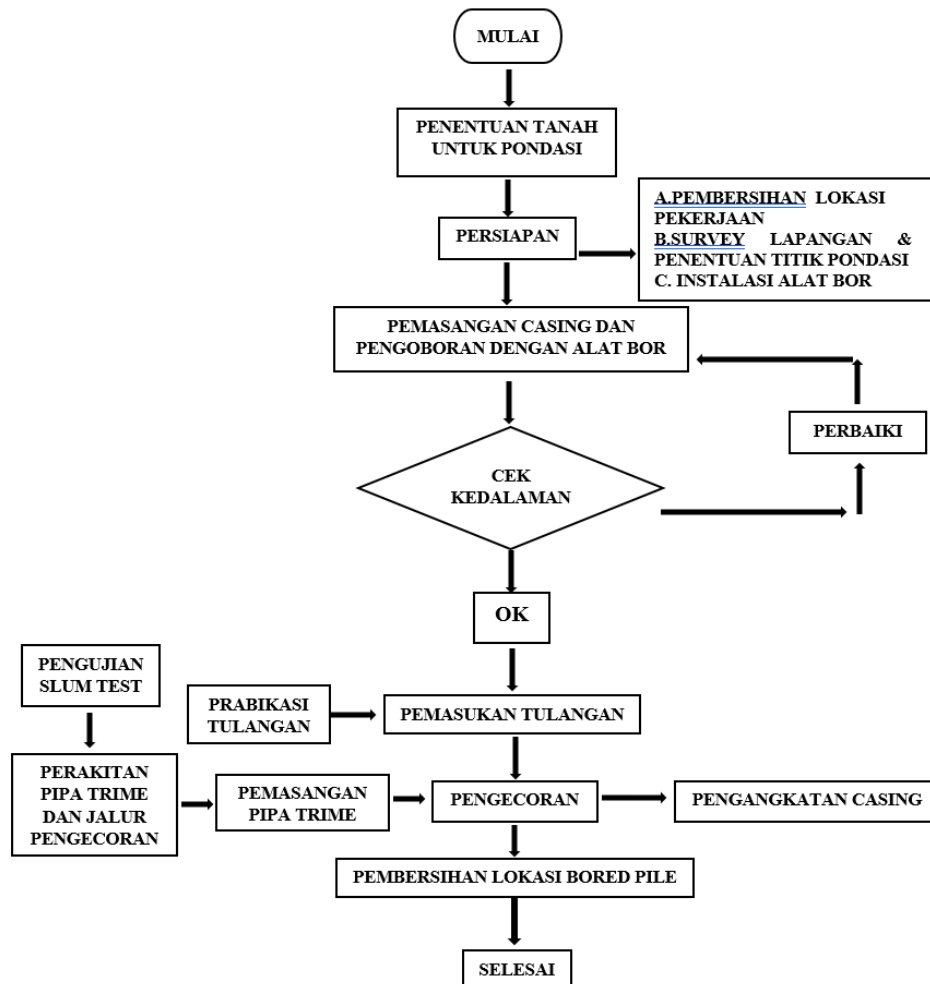 MULAI
PENENTUAN TANAH
UNTUK PONDASI
PERSIAPAN
A.PEMBERSIHAN LOKASI
PEKERJAAN
B.SURVEY LAPANGAN &
PENENTUAN TITIK PONDASI
C. INSTALASI ALAT BOR
PEMASANGAN CASING DAN
PENGOBORAN DENGAN ALAT BOR
PERBAIKI
CEK
KEDALAMAN
OK
PENGUJIAN
SLUM TEST
PRABIKASI
TULANGAN
PEMASUKAN TULANGAN
PERAKITAN
PIPA TRIME
DAN JALUR
PENGECORAN
PEMASANGAN
PIPA TRIME
PENGECORAN
PENGANGKATAN CASING
PEMBERSIHAN LOKASI BORED PILE
SELESAI